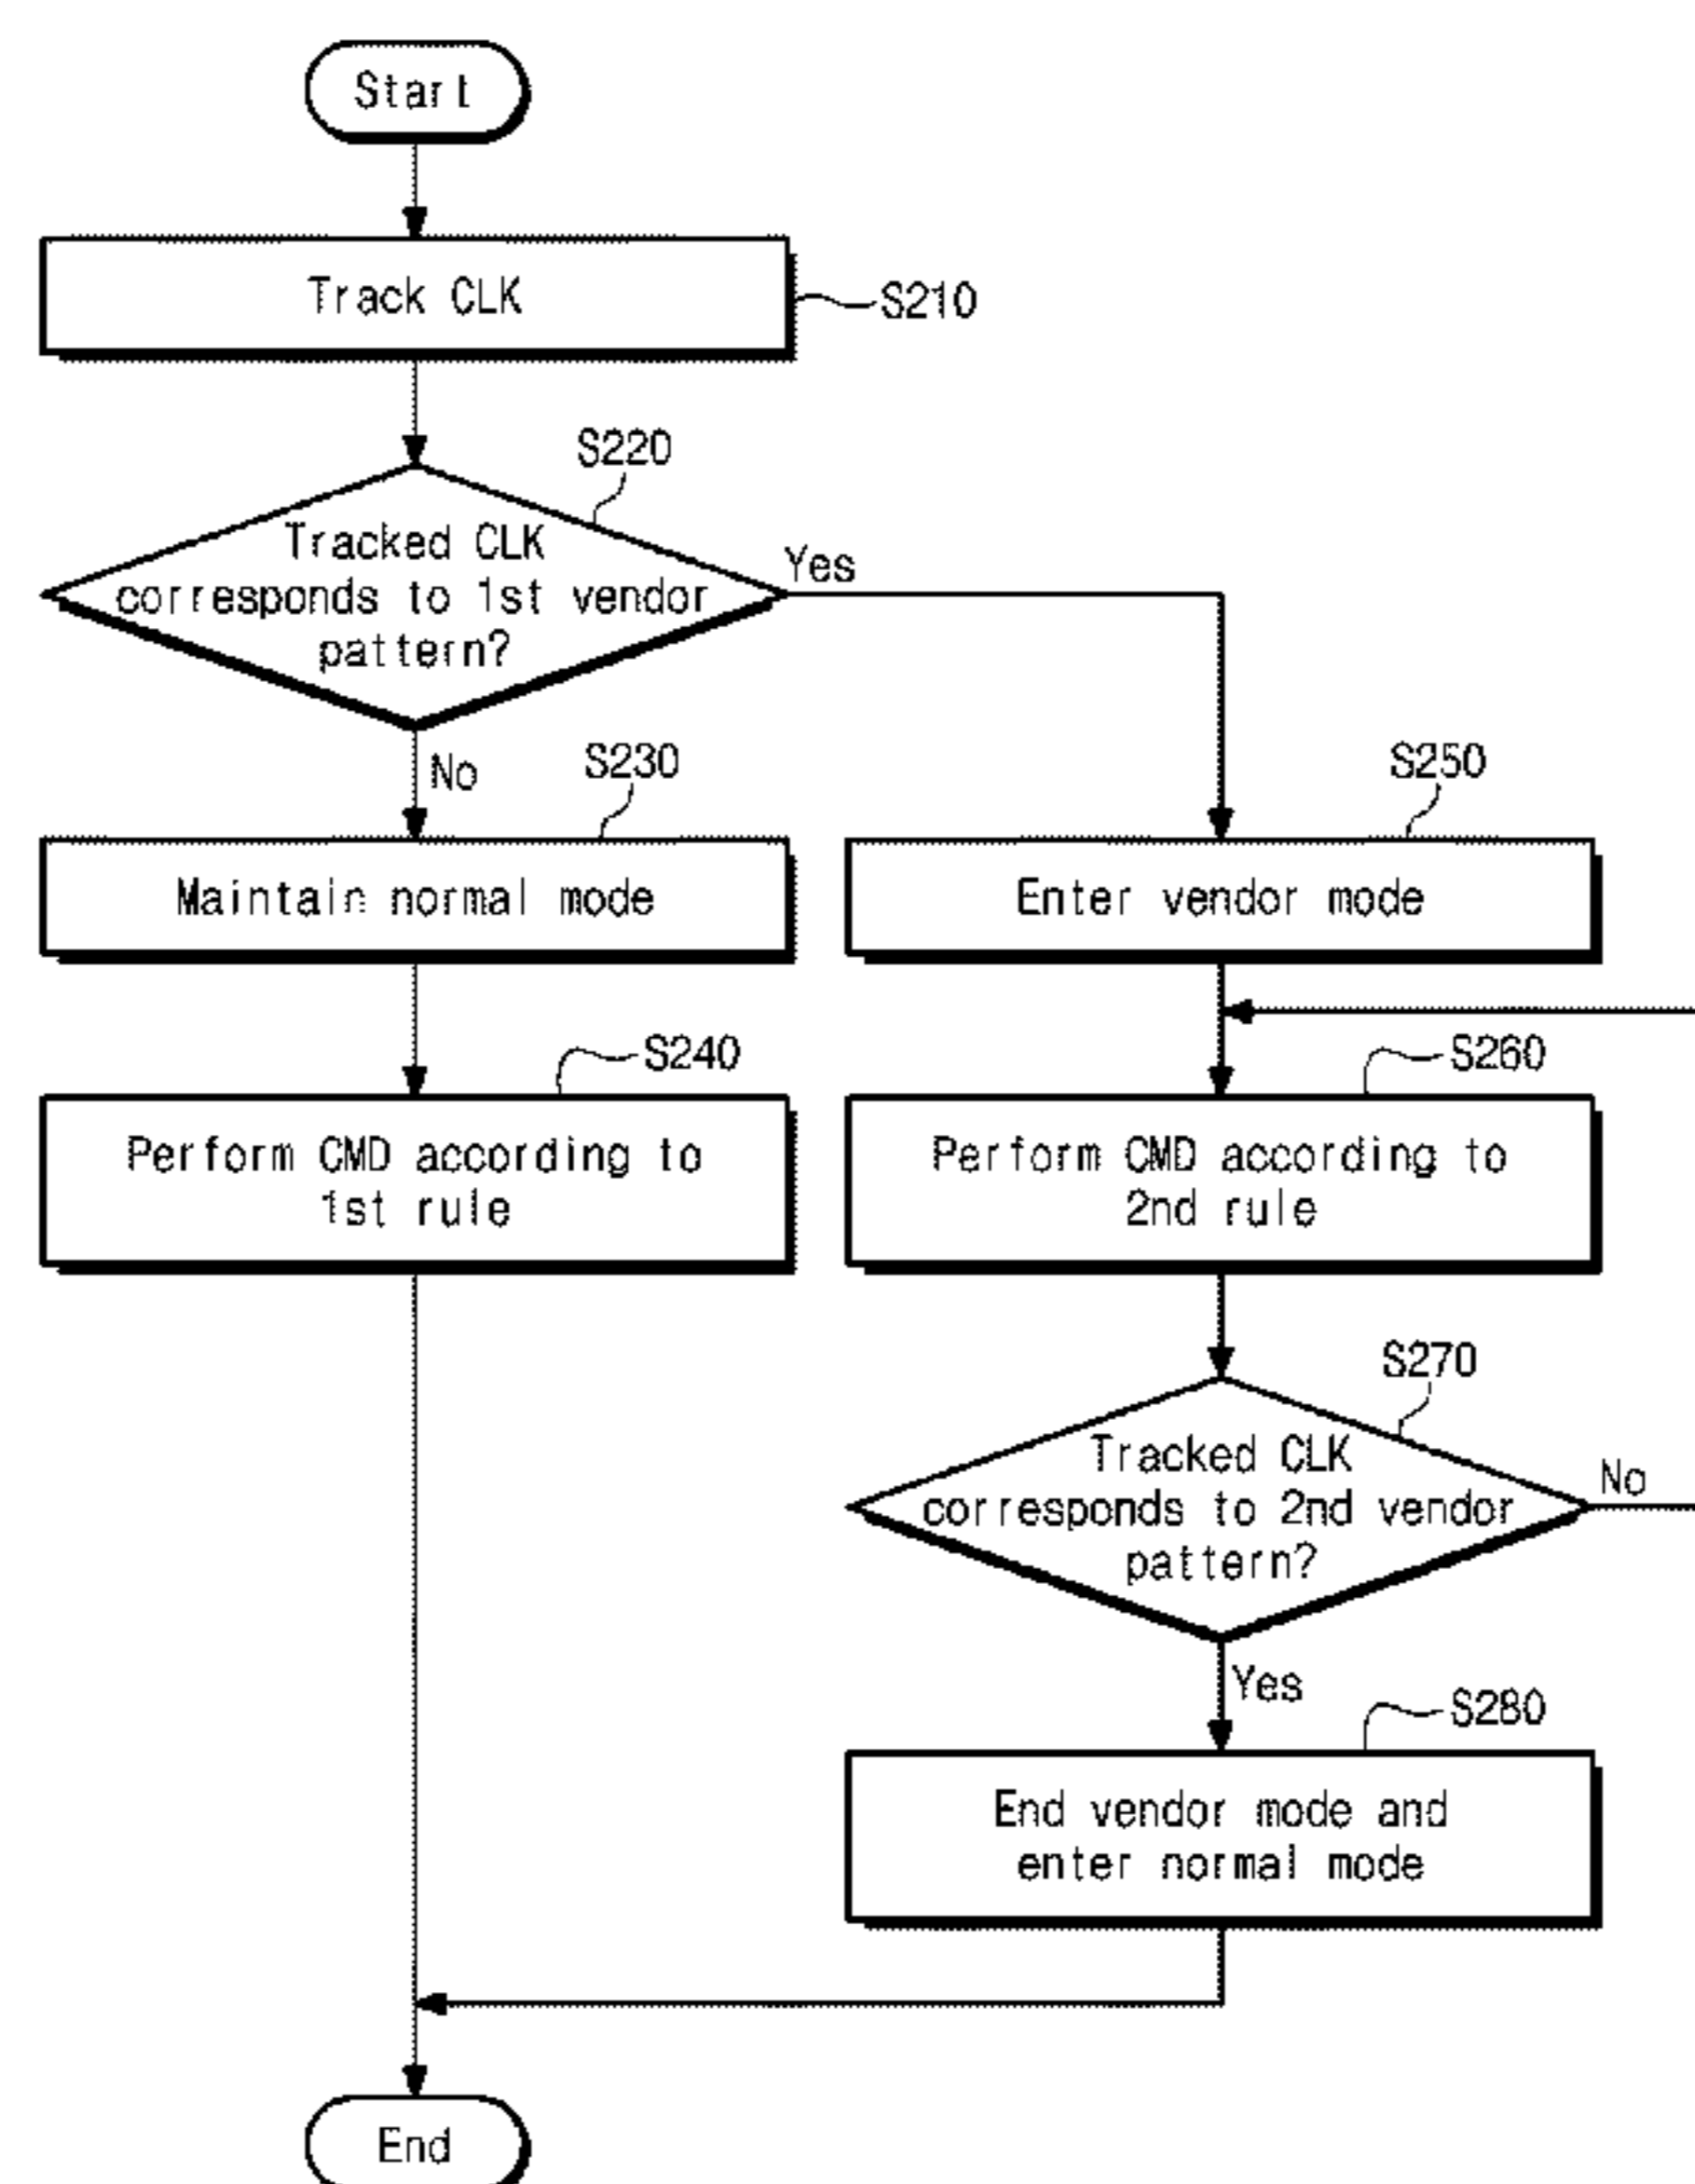 Start
Track CLK
S210
S220
Tracked CLK
corresponds to 1st vendor
pattern?
Yes
No
S230
Maintain normal mode
S250
Enter vendor mode
S240
Perform CMD according to
1st rule
S260
Perform CMD according to
2nd rule
S270
Tracked CLK
corresponds to 2nd vendor
pattern?
No
Yes
S280
End vendor mode and
enter normal mode
End